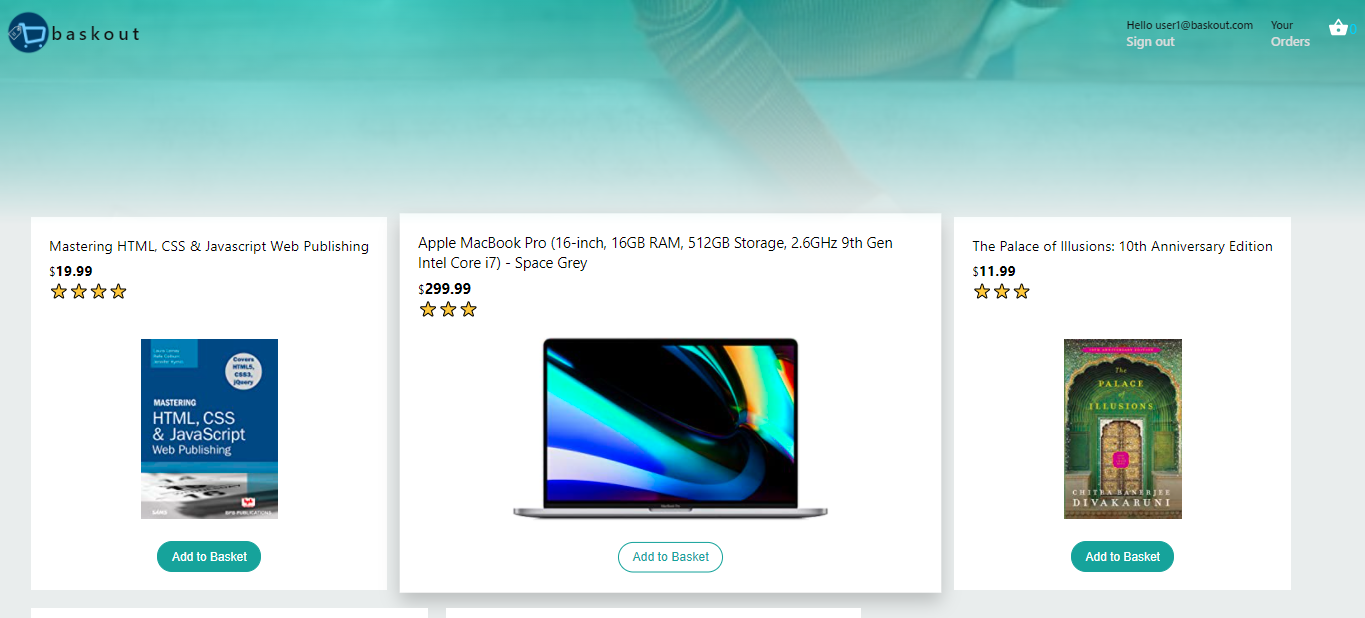 baskout
Hello user1@baskout.com
Sign out
Your
Orders
0
Mastering HTML, CSS & Javascript Web Publishing
$19.99
Covers
HTML5,
CSS3,
jQuery
MASTERING
HTML, CSS
& JavaScript
Web Publishing
SAMS
BPB PUBLICATIONS
Add to Basket
Apple MacBook Pro (16-inch, 16GB RAM, 512GB Storage, 2.6GHz 9th Gen
Intel Core i7) - Space Grey
$299.99
Add to Basket
The Palace of Illusions: 10th Anniversary Edition
$11.99
The
PALACE
of
ILLUSIONS
CHITRA BANERJEE
DIVAKARUNI
Add to Basket